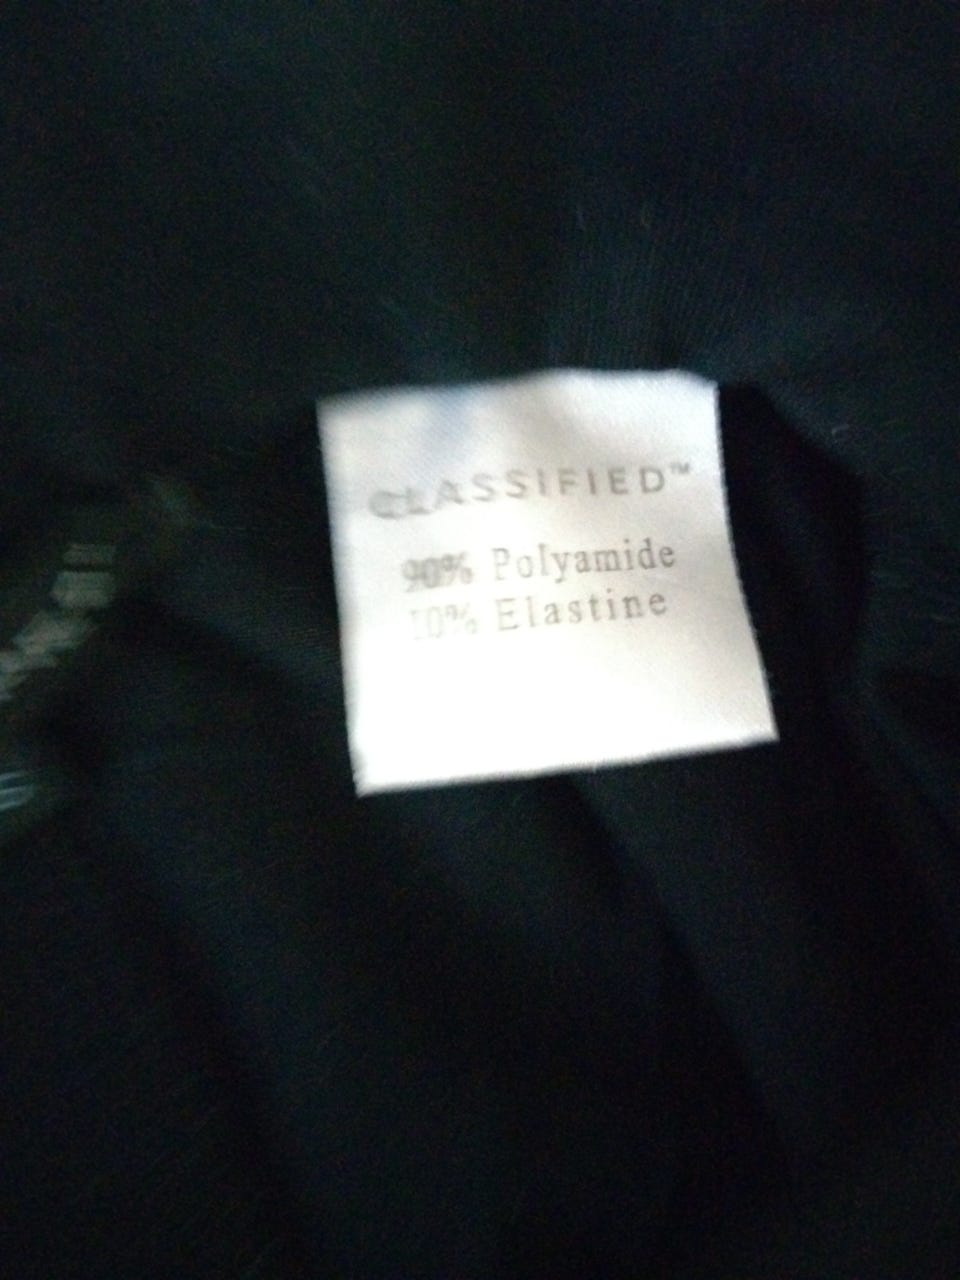 CLASSIFIED™
90% Polyamide
10% Elastine